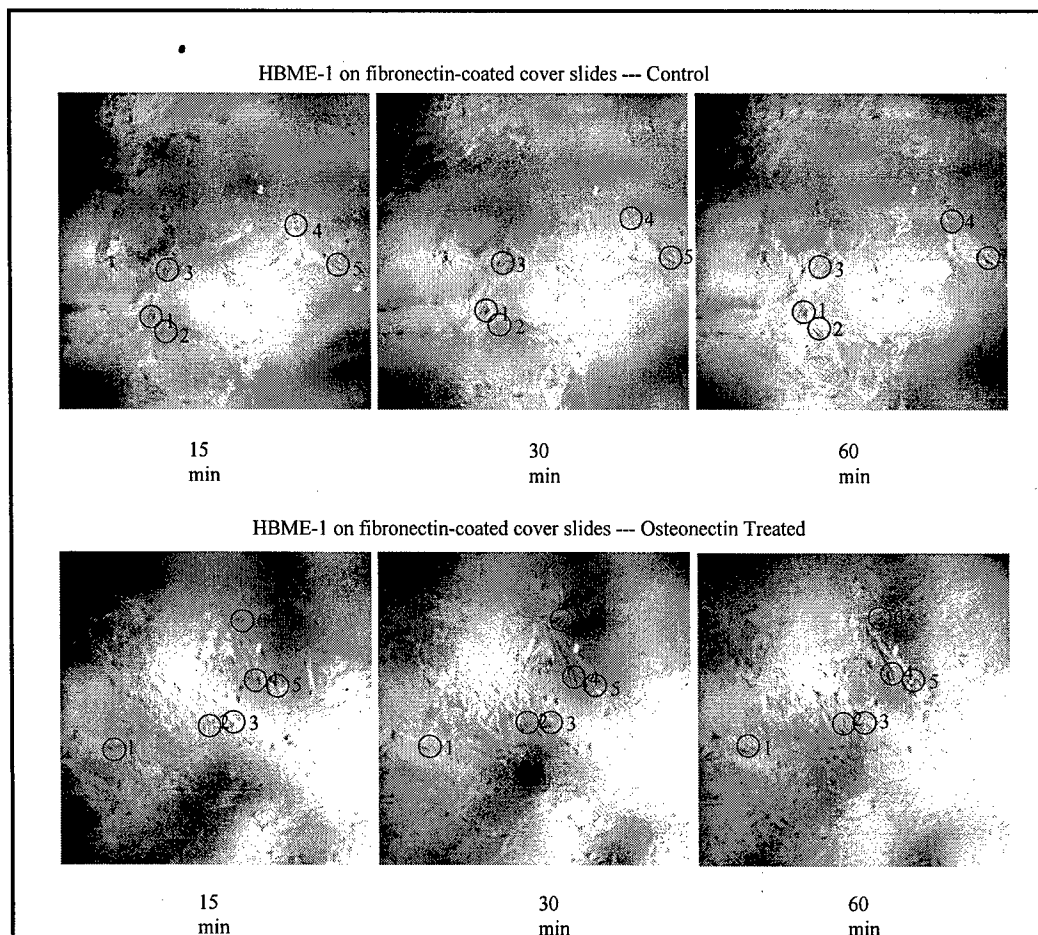 HBME-1 on fibronectin-coated cover slides --- Control
4 3 5 1 2
4 3 5 1 2
4 3 1 2
15 30 60
min min min
HBME-1 on fibronectin-coated cover slides --- Osteonectin Treated
4 5 2 3 1
4 5 2 3 1
4 5 2 3 1
15 30 60
min min min